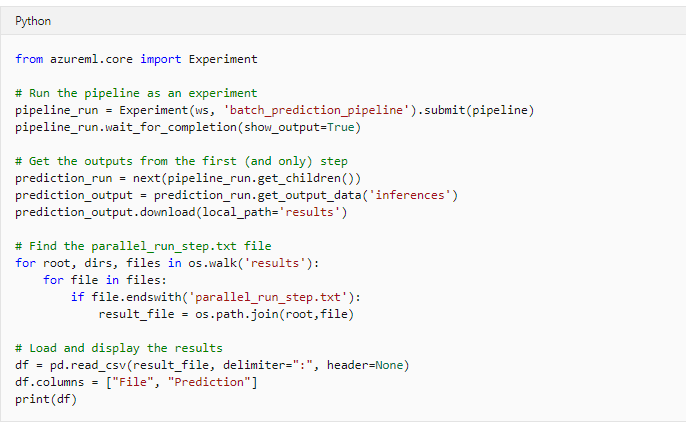 Python
from azureml.core import Experiment
# Run the pipeline as an experiment
pipeline_run = Experiment(ws, 'batch_prediction_pipeline').submit(pipeline)
pipeline_run.wait_for_completion(show_output=True)
# Get the outputs from the first (and only) step
prediction_run = next(pipeline_run.get_children())
prediction_output = prediction_run.get_output_data('inferences')
prediction_output.download(local_path='results')
# Find the parallel_run_step.txt file
for root, dirs, files in os.walk('results'):
    for file in files:
        if file.endswith('parallel_run_step.txt'):
            result_file = os.path.join(root,file)
# Load and display the results
df = pd.read_csv(result_file, delimiter=":", header=None)
df.columns = ["File", "Prediction"]
print(df)